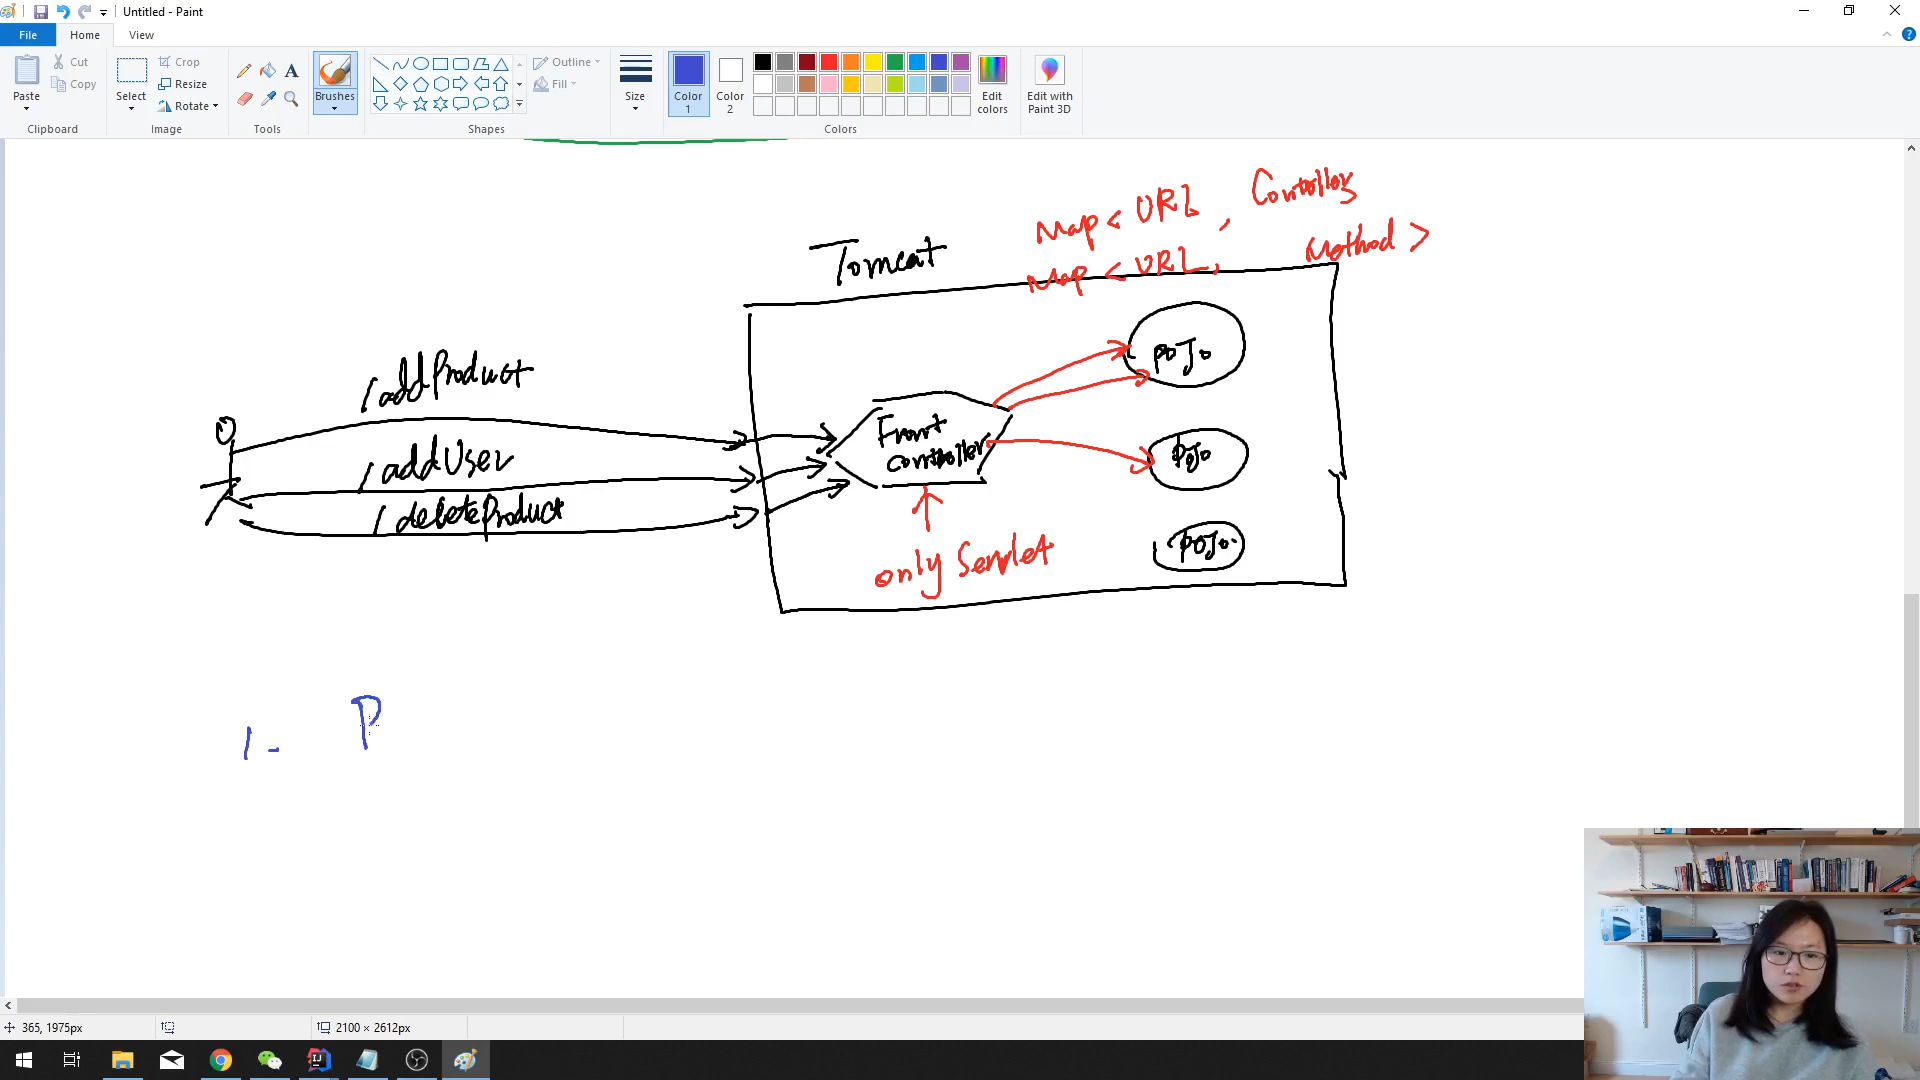 Untitled - Paint
File Home View
Paste
Cut
Copy
Clipboard
Select
Crop
Resize
Rotate
Image
Tools
Brushes
Shapes
Outline
Fill
Size
Color 1
Color 2
Colors
Edit colors
Edit with Paint 3D
Map < URL , Controller
Map < URL, Method >
Tomcat
/addProduct
/addUser
/deleteProduct
Front
Controller
POJO
POJO
POJO
only Servlet
1- P
365, 1975px
2100 × 2612px